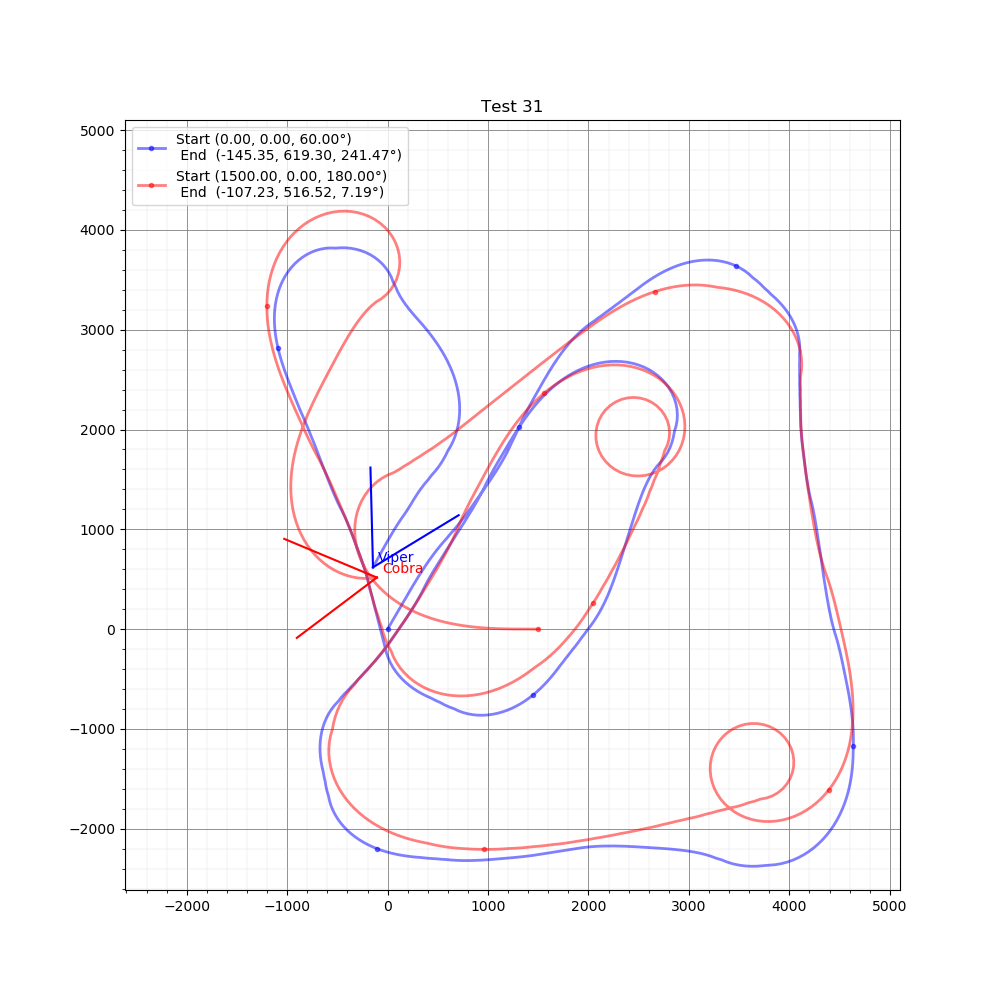 Test 31
Start (0.00, 0.00, 60.00°)
End (-145.35, 619.30, 241.47°)
Start (1500.00, 0.00, 180.00°)
End (-107.23, 516.52, 7.19°)
5000
4000
3000
2000
1000
0
−1000
−2000
Viper
Cobra
−2000 −1000 0 1000 2000 3000 4000 5000